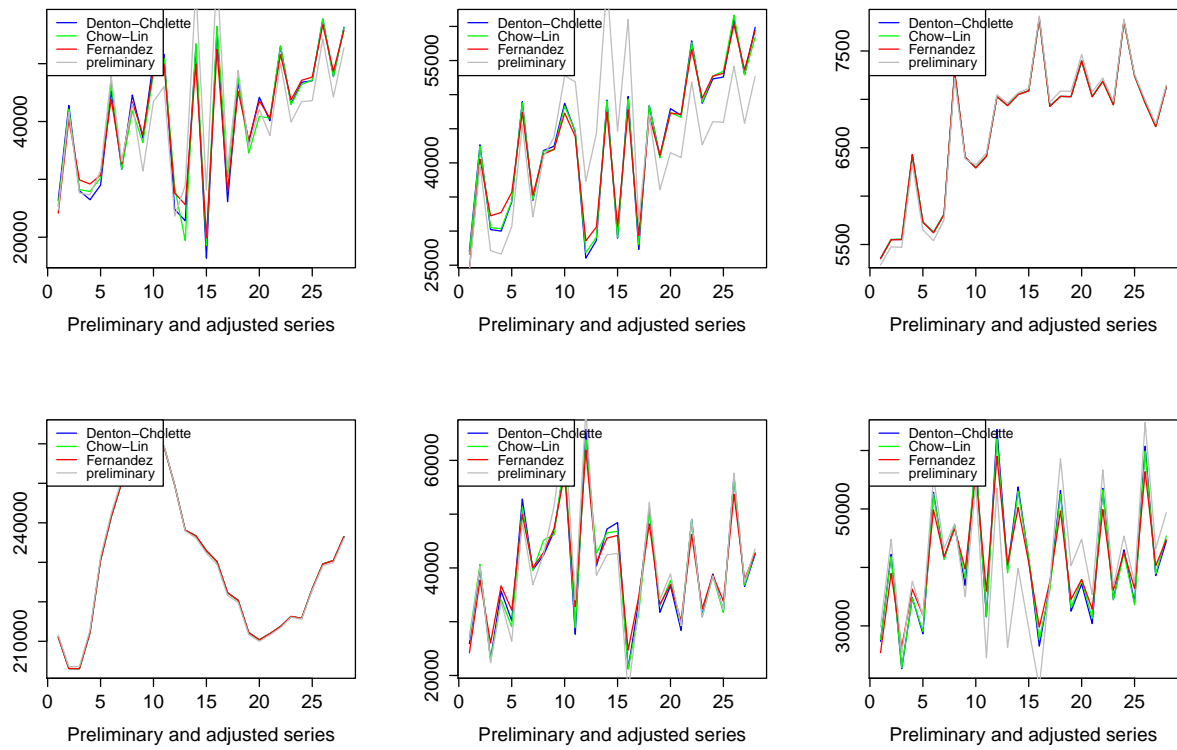 Denton−Cholette
Chow−Lin
Fernandez
preliminary
20000 40000
0 5 10 15 20 25
Preliminary and adjusted series
Denton−Cholette
Chow−Lin
Fernandez
preliminary
25000 40000 55000
0 5 10 15 20 25
Preliminary and adjusted series
Denton−Cholette
Chow−Lin
Fernandez
preliminary
5500 6500 7500
0 5 10 15 20 25
Preliminary and adjusted series
Denton−Cholette
Chow−Lin
Fernandez
preliminary
210000 240000
0 5 10 15 20 25
Preliminary and adjusted series
Denton−Cholette
Chow−Lin
Fernandez
preliminary
20000 40000 60000
0 5 10 15 20 25
Preliminary and adjusted series
Denton−Cholette
Chow−Lin
Fernandez
preliminary
30000 50000
0 5 10 15 20 25
Preliminary and adjusted series